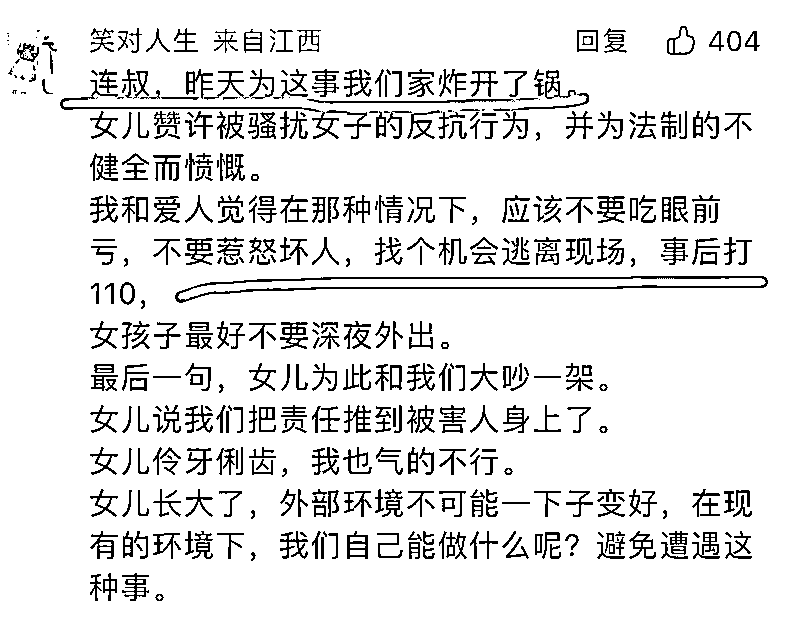 笑对人生 来自江西 回复 404
连叔，昨天为这事我们家炸开了锅。
女儿赞许被骚扰女子的反抗行为，并为法制的不
健全而愤慨。
我和爱人觉得在那种情况下，应该不要吃眼前
亏，不要惹怒坏人，找个机会逃离现场，事后打
110，
女孩子最好不要深夜外出。
最后一句，女儿为此和我们大吵一架。
女儿说我们把责任推到被害人身上了。
女儿伶牙俐齿，我也气的不行。
女儿长大了，外部环境不可能一下子变好，在现
有的环境下，我们自己能做什么呢？避免遭遇这
种事。